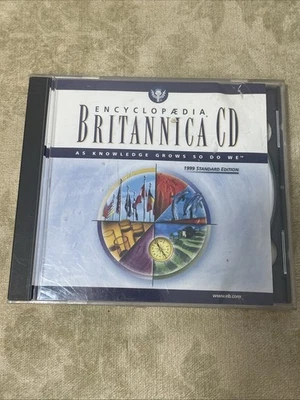 ENCYCLOPÆDIA
BRITANNICA CD
AS KNOWLEDGE GROWS SO DO WE™
1999 STANDARD EDITION
www.eb.com